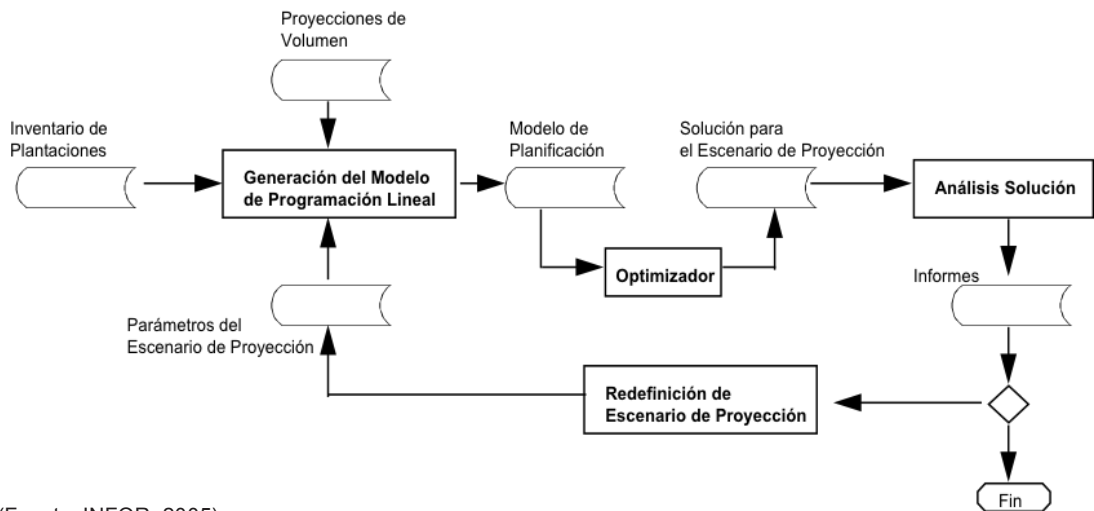 Proyecciones de
Volumen
Inventario de
Plantaciones
Generación del Modelo
de Programación Lineal
Modelo de
Planificación
Solución para
el Escenario de Proyección
Análisis Solución
Optimizador
Informes
Parámetros del
Escenario de Proyección
Redefinición de
Escenario de Proyección
Fin